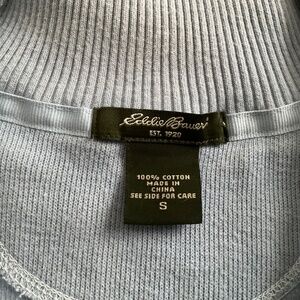 Eddie Bauer
EST. 1920
100% COTTON
MADE IN
CHINA
SEE SIDE FOR CARE
S